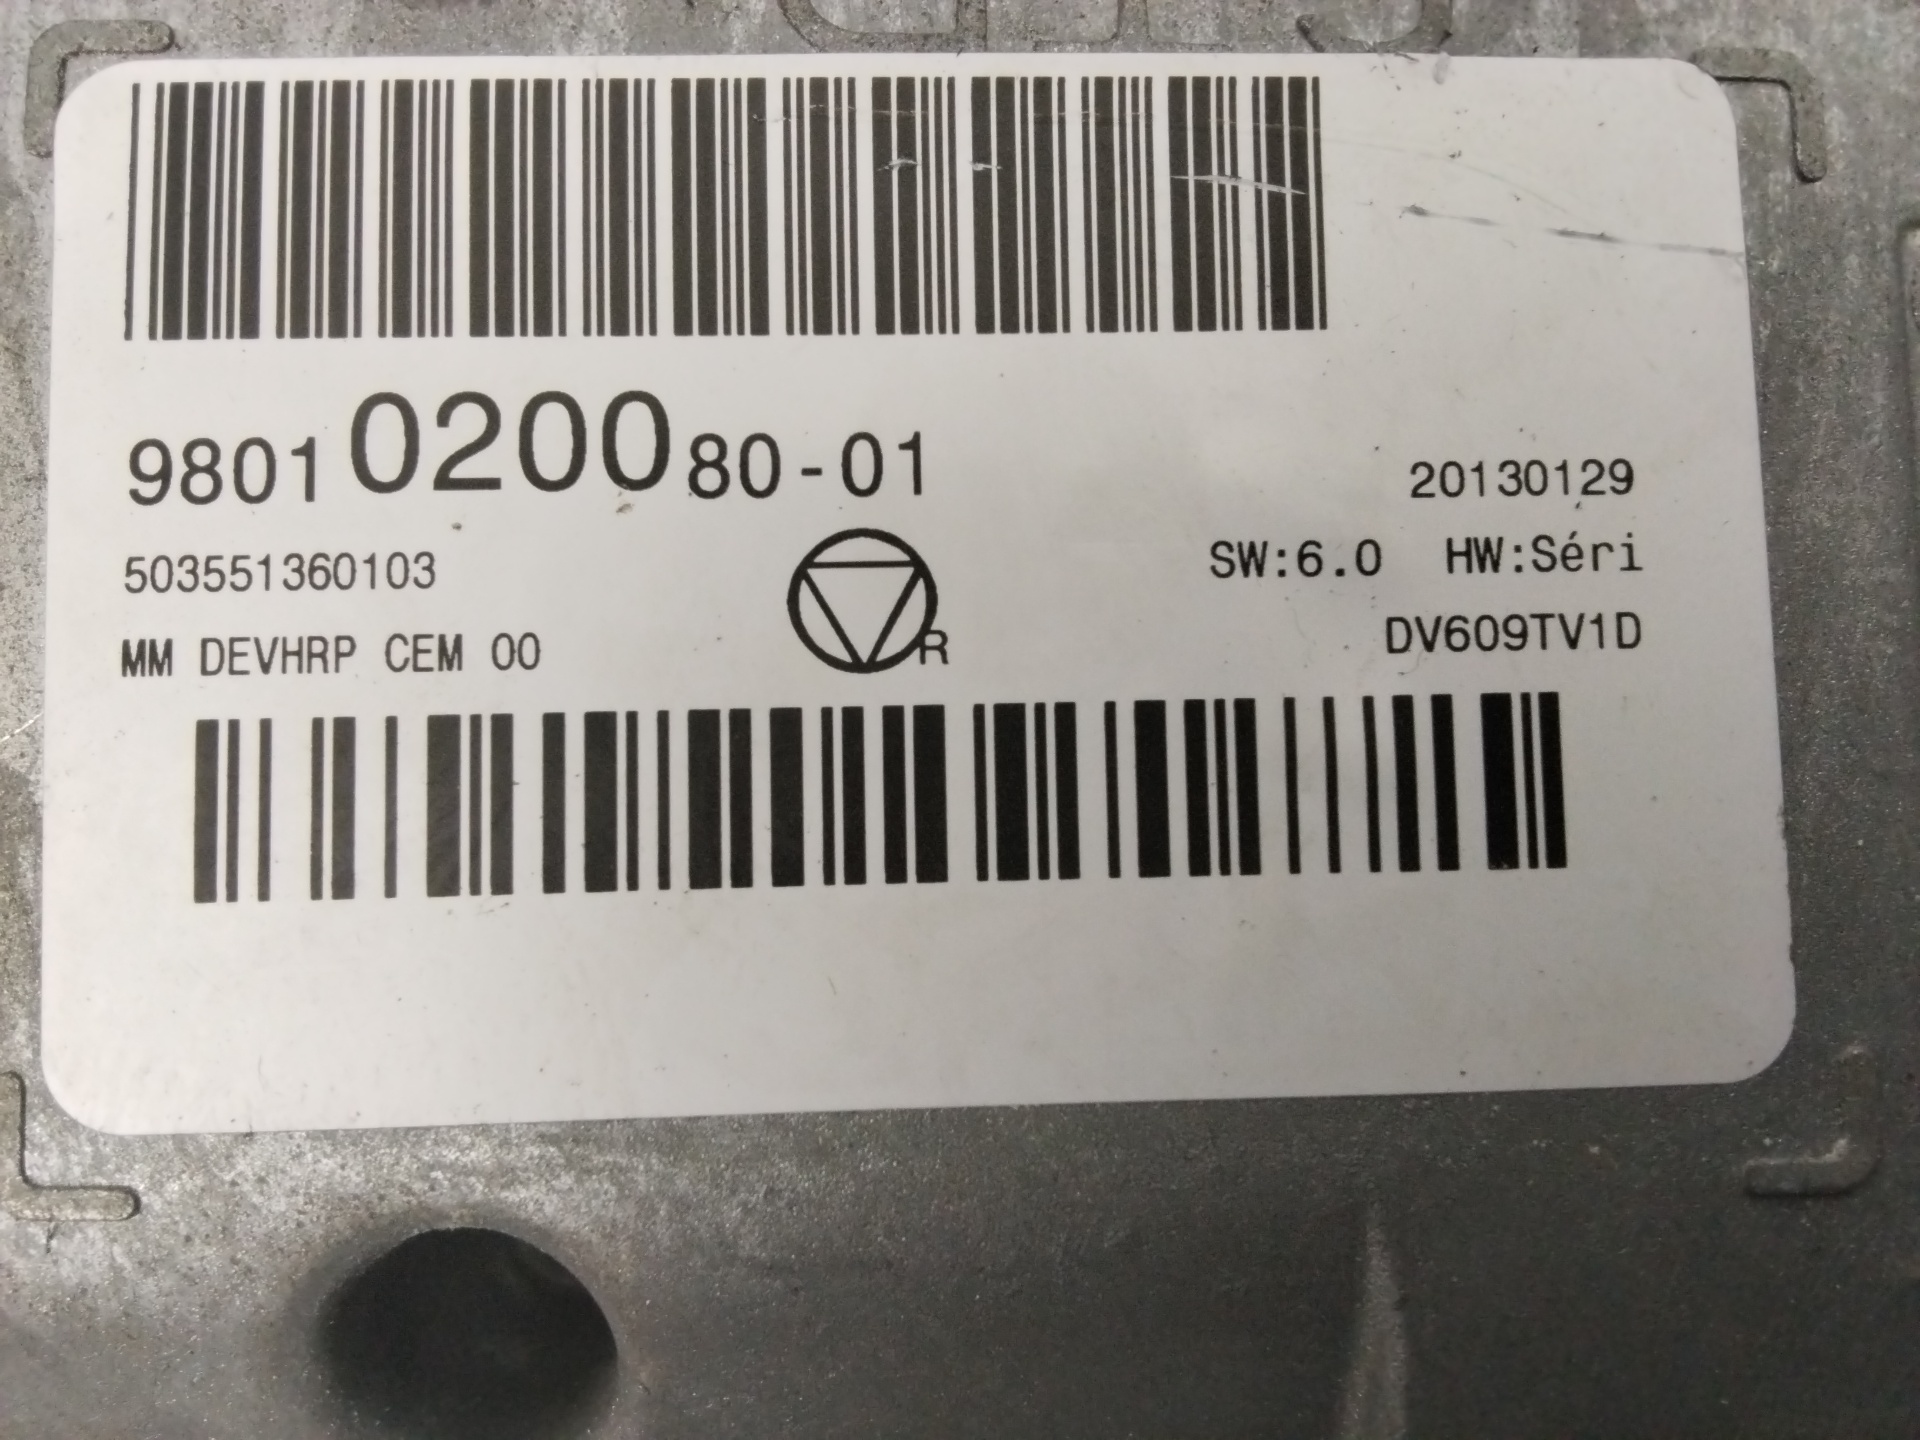 9801020080-01
20130129
503551360103
SW:6.0 HW:Séri
MM DEVHRP CEM 00
R
DV609TV1D